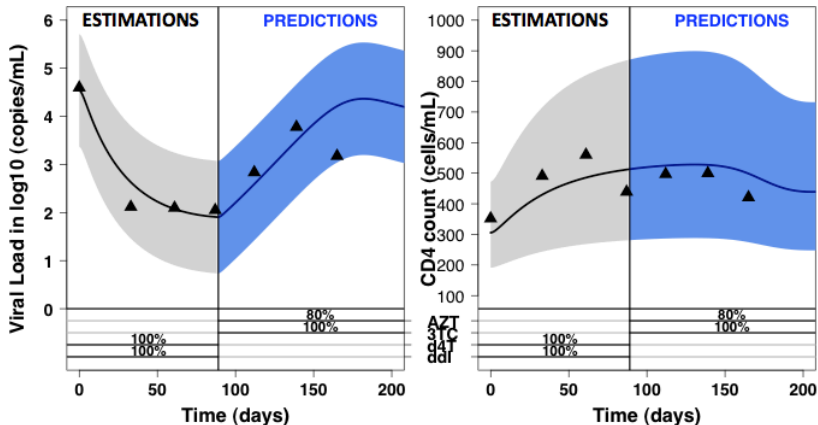 ESTIMATIONS PREDICTIONS
Viral Load in log10 (copies/mL)
6
5
4
3
2
1
0
80%
100%
100%
100%
0 50 100 150 200
Time (days)
AZT
3TC
d4T
ddI
ESTIMATIONS PREDICTIONS
CD4 count (cells/mL)
1000
900
800
700
600
500
400
300
200
100
80%
100%
100%
100%
0 50 100 150 200
Time (days)